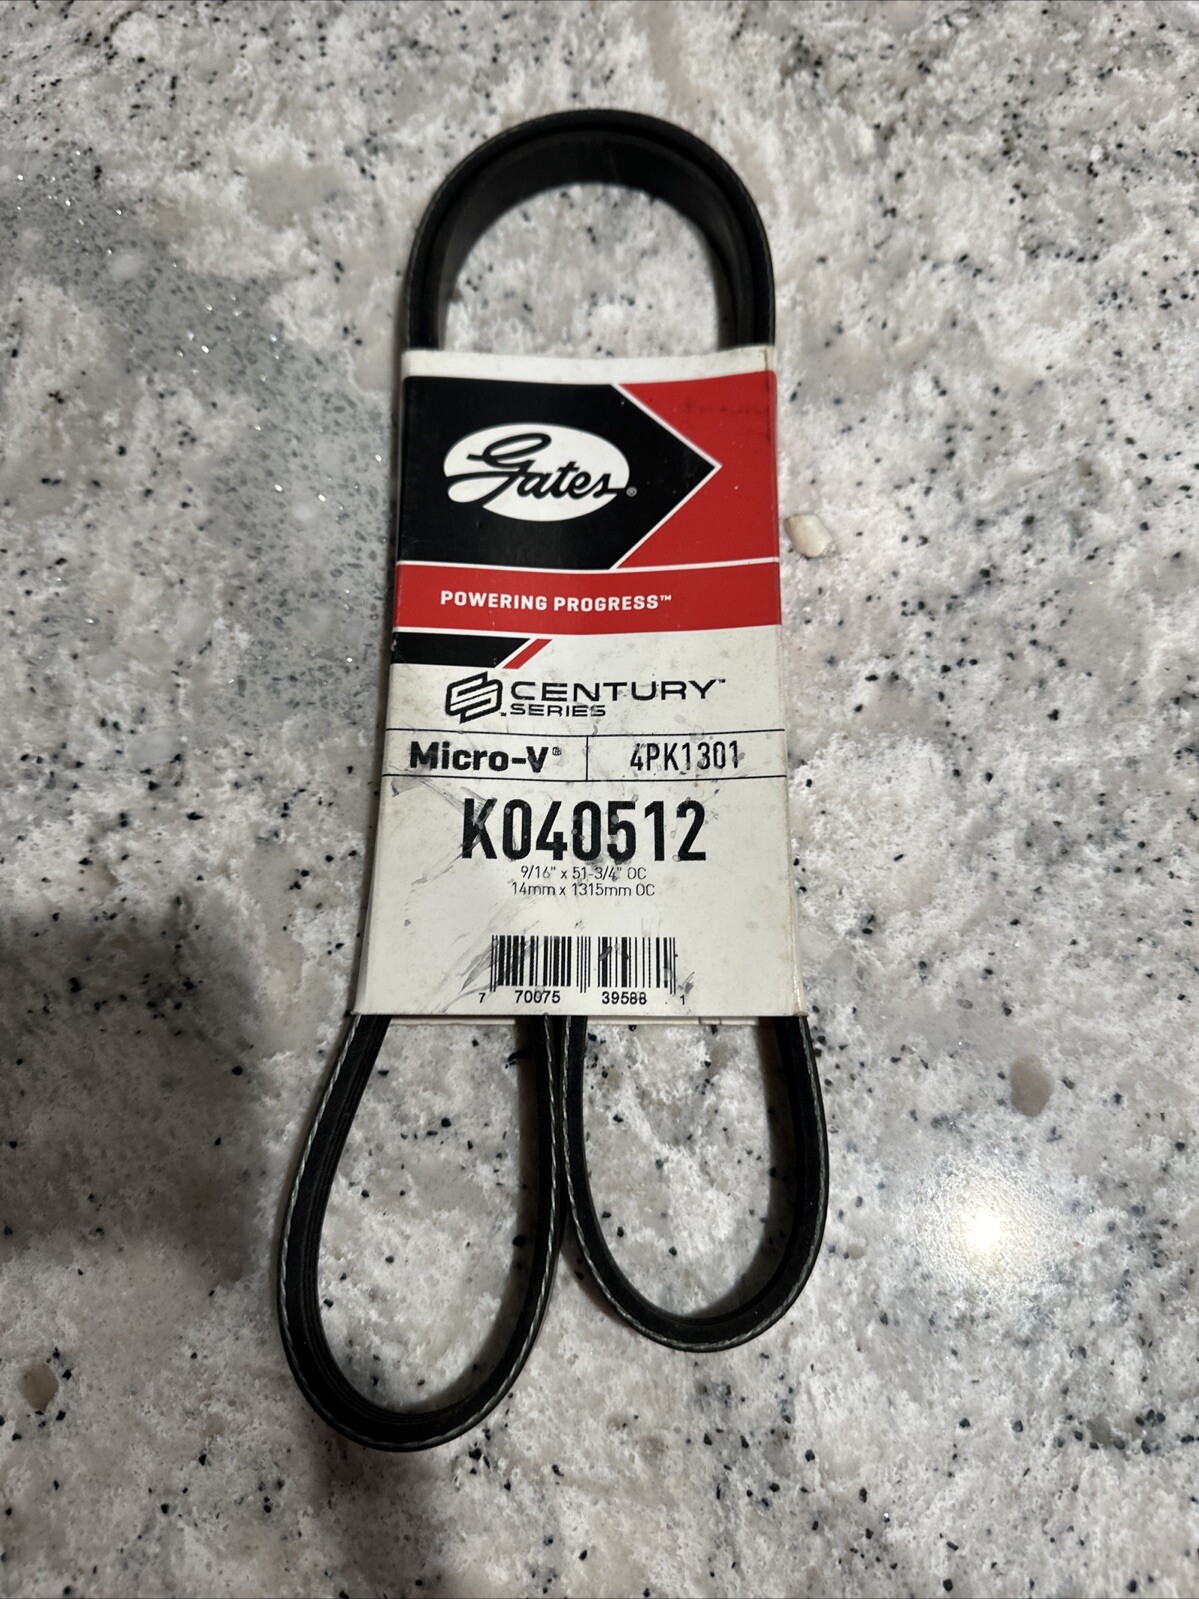 Gates®
POWERING PROGRESS™
CENTURY™
SERIES
Micro-V® 4PK1301
K040512
9/16" x 51-3/4" OC
14mm x 1315mm OC
7 70075 39588 1